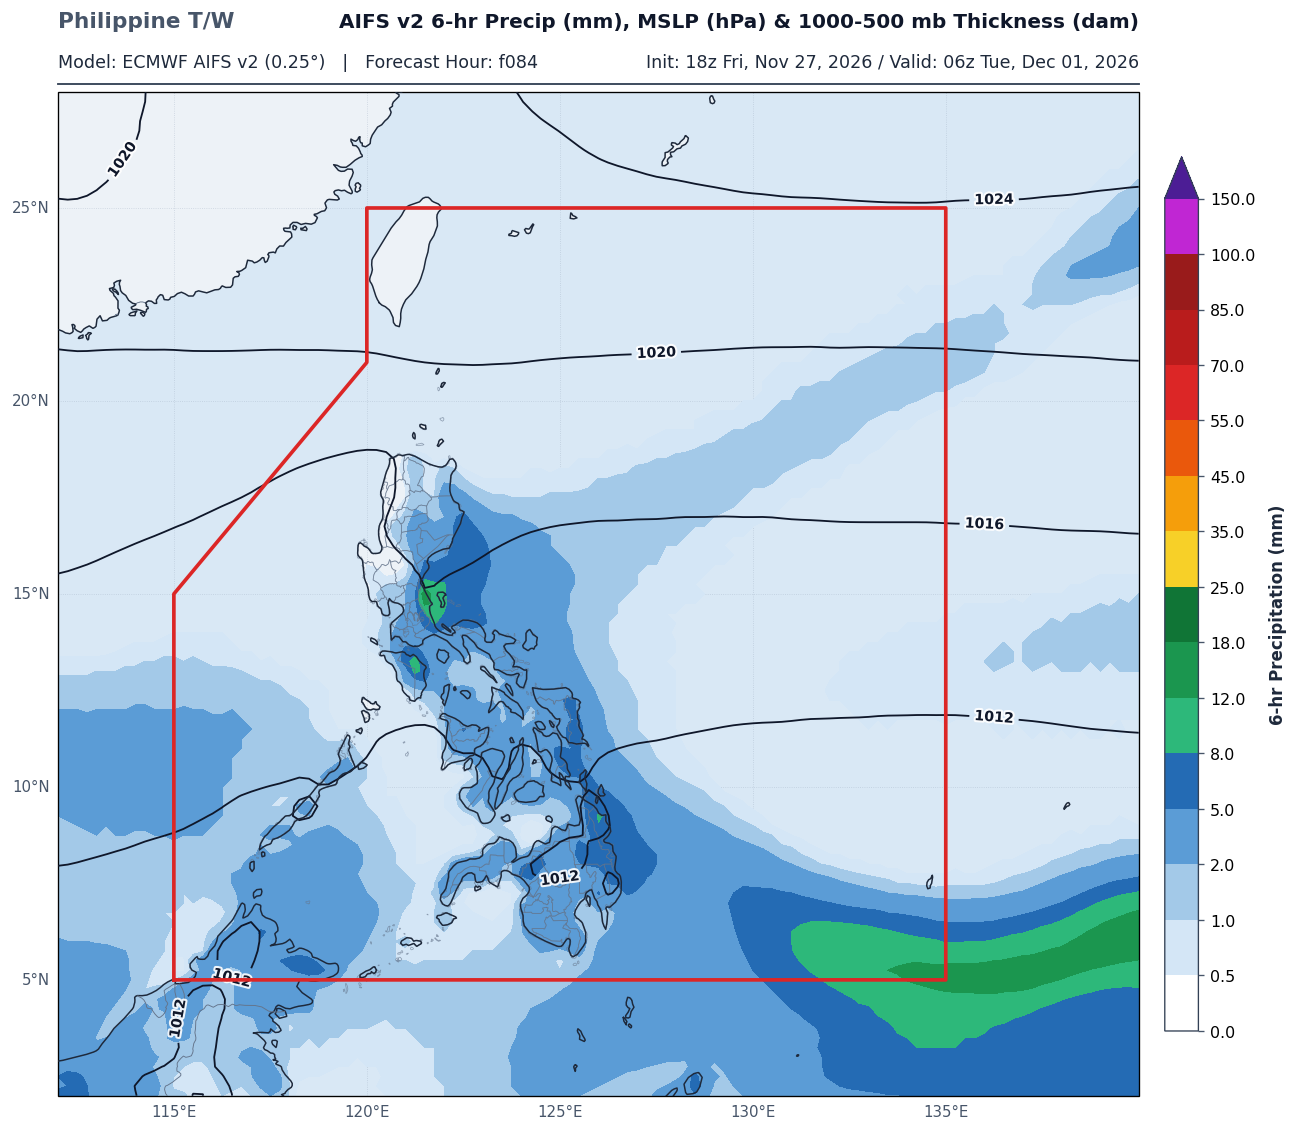 Philippine T/W
AIFS v2 6-hr Precip (mm), MSLP (hPa) & 1000-500 mb Thickness (dam)
Model: ECMWF AIFS v2 (0.25°) | Forecast Hour: f084
Init: 18z Fri, Nov 27, 2026 / Valid: 06z Tue, Dec 01, 2026
1020
1024
1020
1016
1012
1012
1012
1012
25°N
20°N
15°N
10°N
5°N
115°E
120°E
125°E
130°E
135°E
150.0
100.0
85.0
70.0
55.0
45.0
35.0
25.0
18.0
12.0
8.0
5.0
2.0
1.0
0.5
0.0
6-hr Precipitation (mm)